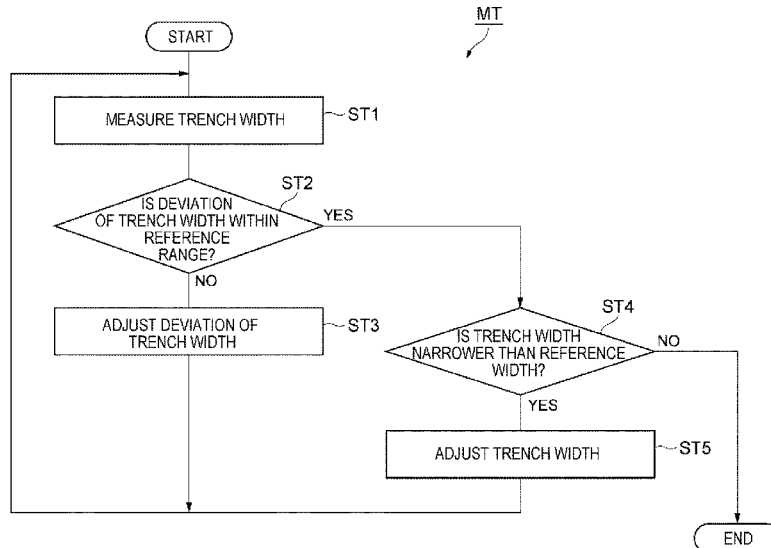 MT
START
MEASURE TRENCH WIDTH
ST1
ST2
IS DEVIATION
OF TRENCH WIDTH WITHIN
REFERENCE
RANGE?
YES
NO
ADJUST DEVIATION OF
TRENCH WIDTH
ST3
ST4
IS TRENCH WIDTH
NARROWER THAN REFERENCE
WIDTH?
NO
YES
ADJUST TRENCH WIDTH
ST5
END